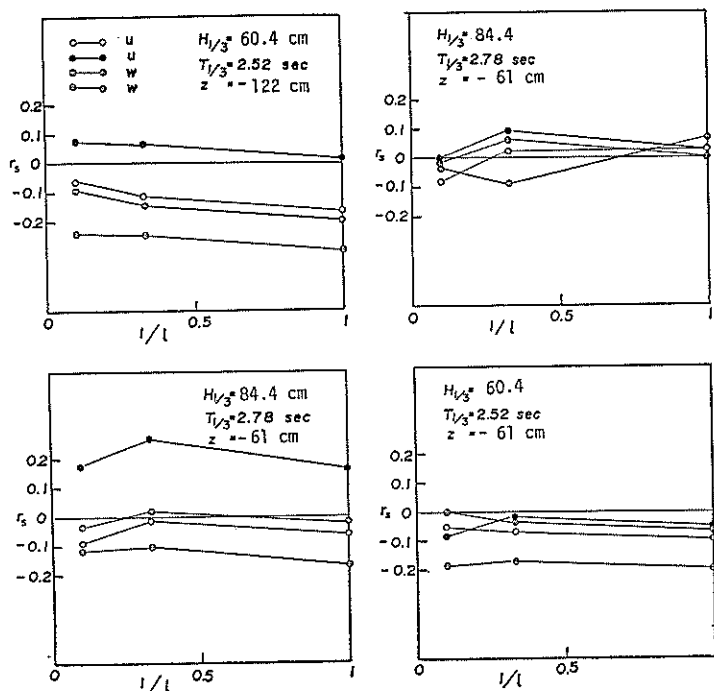 u
u
w
w
H1/3= 60.4 cm
T1/3= 2.52 sec
z = -122 cm
0.2
0.1
rs 0
-0.1
-0.2
0 0.5 1
1/l
H1/3= 84.4
T1/3= 2.78 sec
z = - 61 cm
0.2
0.1
rs 0
-0.1
-0.2
0 0.5 1
1/l
H1/3= 84.4 cm
T1/3= 2.78 sec
z = - 61 cm
0.2
0.1
rs 0
-0.1
-0.2
0 0.5 1
1/l
H1/3= 60.4
T1/3= 2.52 sec
z = - 61 cm
0.2
0.1
rs 0
-0.1
-0.2
0 0.5
1/l